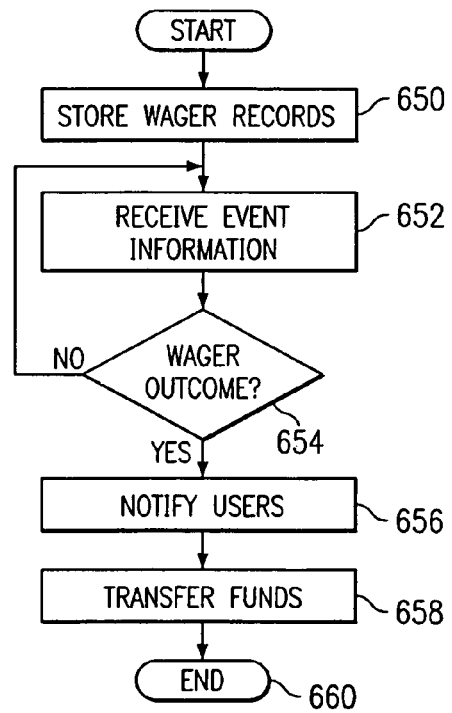 START
STORE WAGER RECORDS
650
RECEIVE EVENT
INFORMATION
652
WAGER
OUTCOME?
NO
654
YES
NOTIFY USERS
656
TRANSFER FUNDS
658
END
660